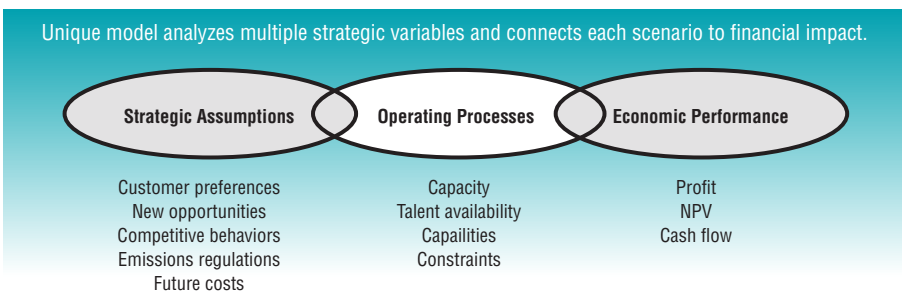 Unique model analyzes multiple strategic variables and connects each scenario to financial impact.
Strategic Assumptions
Operating Processes
Economic Performance
Customer preferences
New opportunities
Competitive behaviors
Emissions regulations
Future costs
Capacity
Talent availability
Capailities
Constraints
Profit
NPV
Cash flow